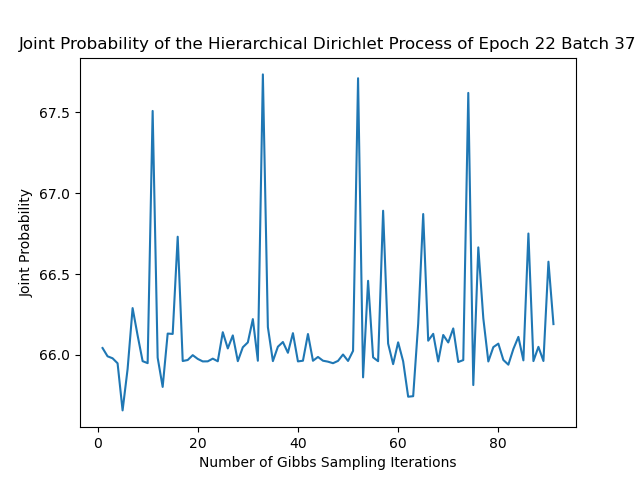 Joint Probability of the Hierarchical Dirichlet Process of Epoch 22 Batch 37
67.5
67.0
66.5
66.0
Joint Probability
0 20 40 60 80
Number of Gibbs Sampling Iterations